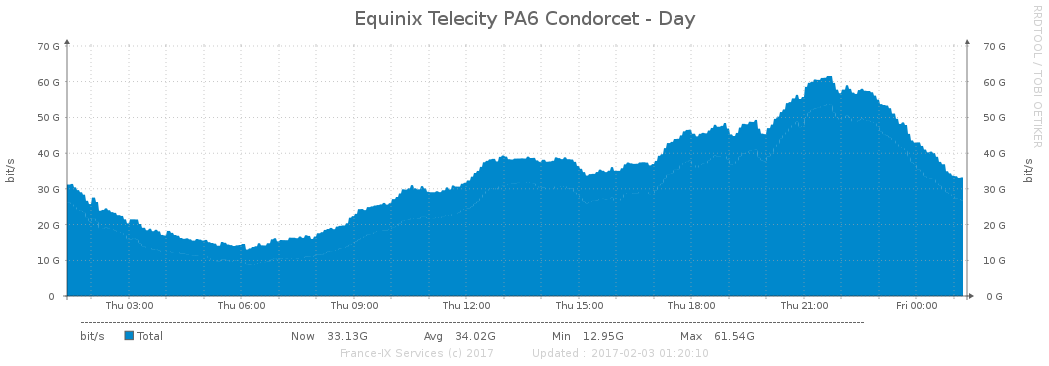 Equinix Telecity PA6 Condorcet - Day
RRDTOOL / TOBI OETIKER
bit/s
70 G
60 G
50 G
40 G
30 G
20 G
10 G
0
70 G
60 G
50 G
40 G
30 G
20 G
10 G
0 G
bit/s
Thu 03:00 Thu 06:00 Thu 09:00 Thu 12:00 Thu 15:00 Thu 18:00 Thu 21:00 Fri 00:00
bit/s Total Now 33.13G Avg 34.02G Min 12.95G Max 61.54G
France-IX Services (c) 2017 Updated : 2017-02-03 01:20:10